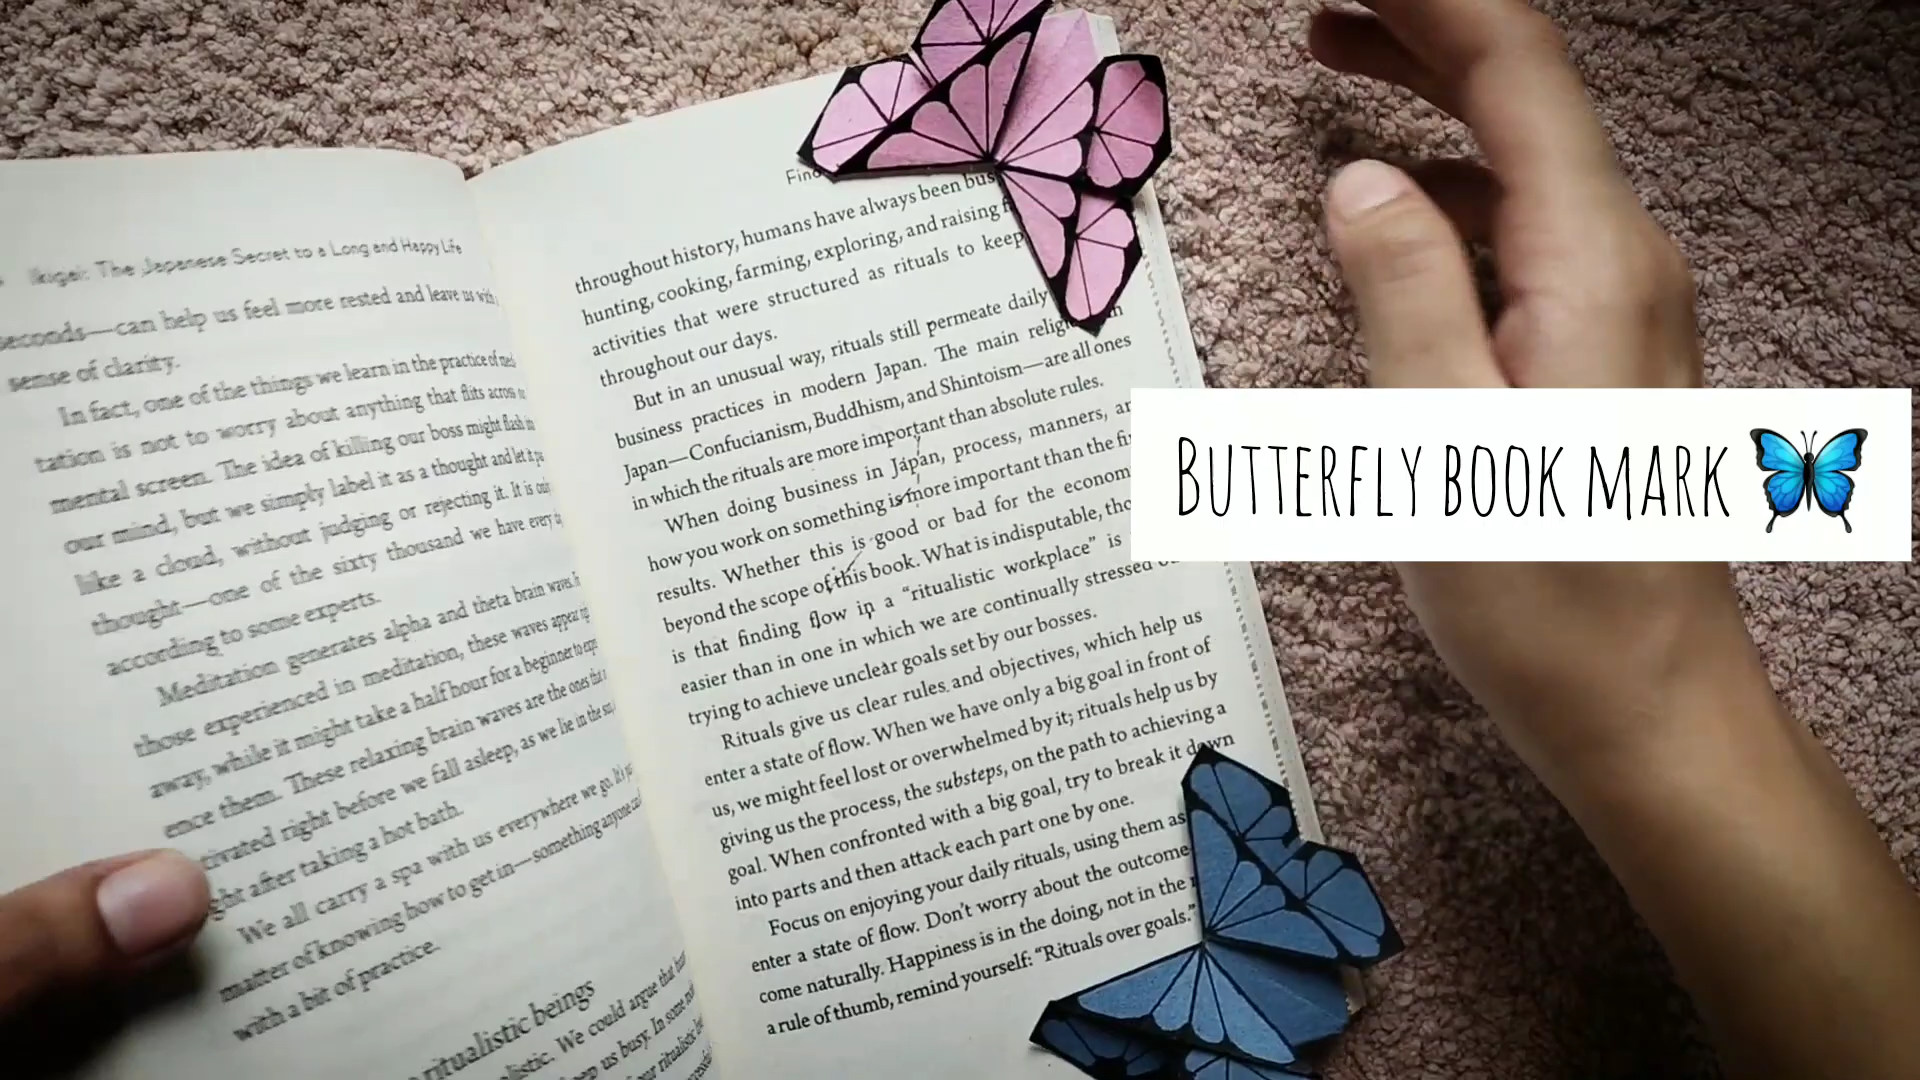 Ikigai: The Japanese Secret to a Long and Happy Life
seconds—can help us feel more rested and leave us with
sense of clarity.
In fact, one of the things we learn in the practice of
tation is not to worry about anything that flits across
mental screen. The idea of killing our boss might flash in
our mind, but we simply label it as a thought and let it
like a cloud, without judging or rejecting it. It is
thought—one of the sixty thousand we have every
according to some experts.
Meditation generates alpha and theta brain waves.
those experienced in meditation, these waves appear
away, while it might take a half hour for a beginner to
ence them. These relaxing brain waves are the ones that
tivated right before we fall asleep, as we lie in the sun,
ght after taking a hot bath.
We all carry a spa with us everywhere we go. It's
matter of knowing how to get in—something anyone
with a bit of practice.
ritualistic beings
listic. We could argue that
eep us busy. In some
throughout history, humans have always been
hunting, cooking, farming, exploring, and raising
activities that were structured as rituals to keep
throughout our days.
But in an unusual way, rituals still permeate daily
business practices in modern Japan. The main
Japan—Confucianism, Buddhism, and Shintoism—are all ones
in which the rituals are more important than absolute rules.
When doing business in Japan, process, manners,
how you work on something is more important than the
results. Whether this is good or bad for the
beyond the scope of this book. What is indisputable,
is that finding flow in a “ritualistic workplace” is
easier than in one in which we are continually stressed
trying to achieve unclear goals set by our bosses.
Rituals give us clear rules and objectives, which help us
enter a state of flow. When we have only a big goal in front of
us, we might feel lost or overwhelmed by it; rituals help us by
giving us the process, the substeps, on the path to achieving a
goal. When confronted with a big goal, try to break it down
into parts and then attack each part one by one.
Focus on enjoying your daily rituals, using them as
enter a state of flow. Don't worry about the outcome
come naturally. Happiness is in the doing, not in the
a rule of thumb, remind yourself: “Rituals over goals.”
Butterfly book mark 🦋